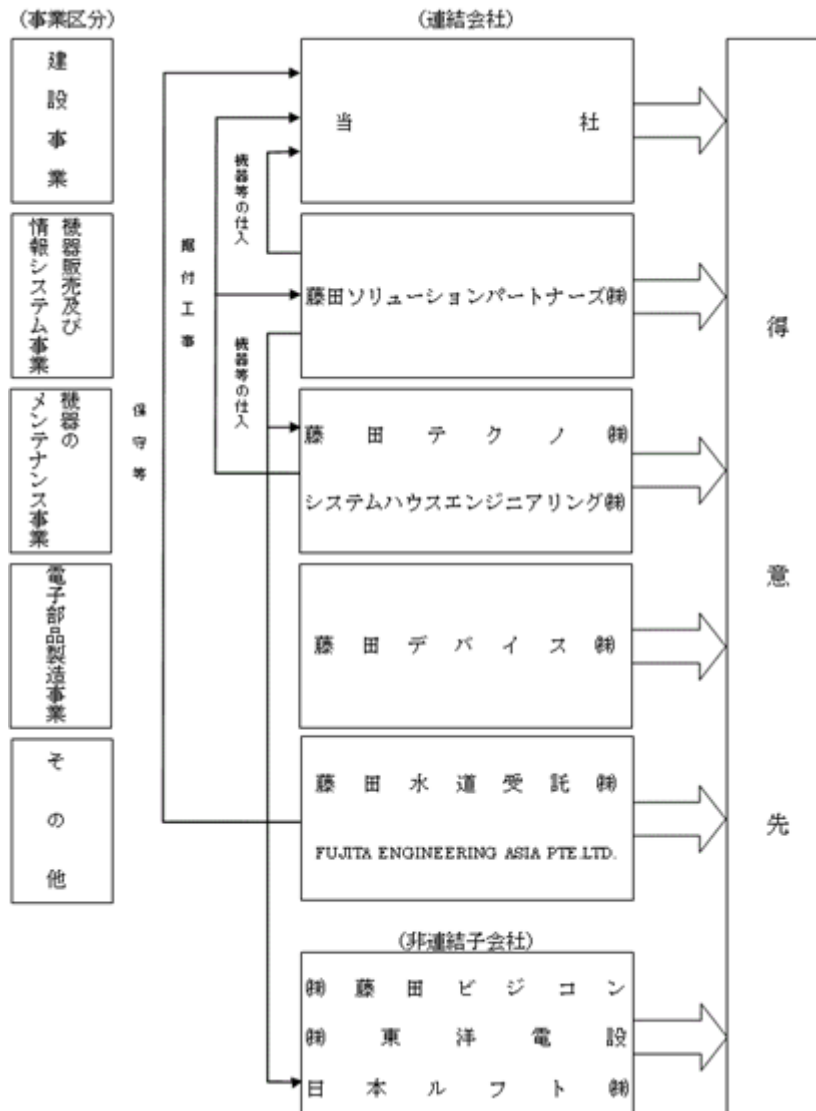 (事業区分)
(連結会社)
建設事業
当社
機器等の仕入
機器販売及び
情報システム事業
据付工事
藤田ソリューションパートナーズ㈱
得意先
機器等の仕入
機器の
メンテナンス事業
保守等
藤田テクノ㈱
システムハウスエンジニアリング㈱
電子部品製造事業
藤田デバイス㈱
その他
藤田水道受託㈱
FUJITA ENGINEERING ASIA PTE.LTD.
(非連結子会社)
㈱藤田ビジコン
㈱東洋電設
日本ルフト㈱